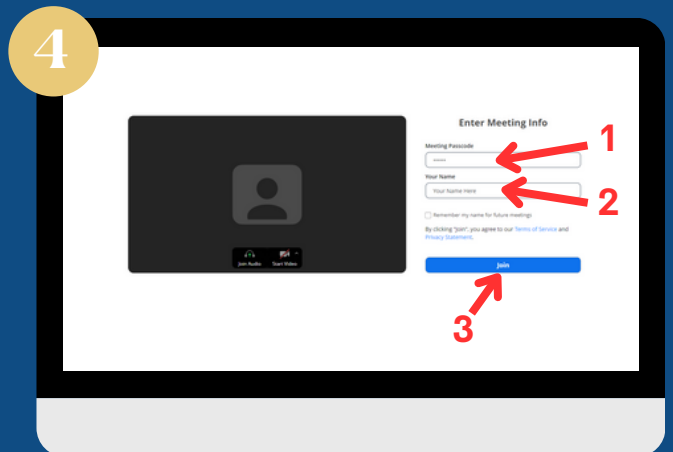 4
Enter Meeting Info
Meeting Passcode
1
Your Name
Your Name Here
2
Remember my name for future meetings
By clicking "Join", you agree to our Terms of Service and
Privacy Statement.
Join Audio Start Video
Join
3